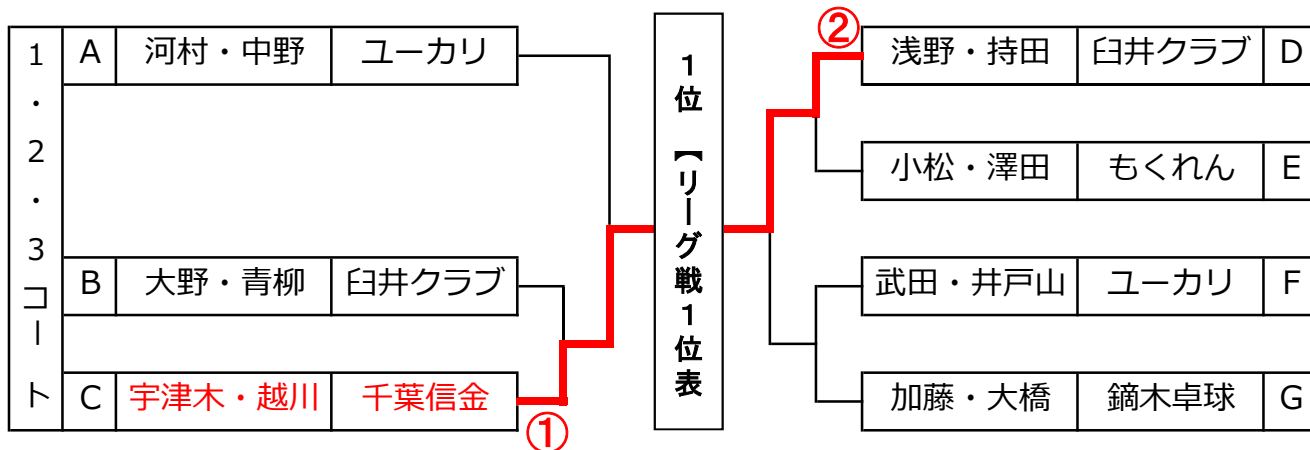 1・2・3コート
A 河村・中野 ユーカリ
B 大野・青柳 臼井クラブ
C 宇津木・越川 千葉信金
①
1位 【リーグ戦1位表
②
浅野・持田 臼井クラブ D
小松・澤田 もくれん E
武田・井戸山 ユーカリ F
加藤・大橋 鏑木卓球 G